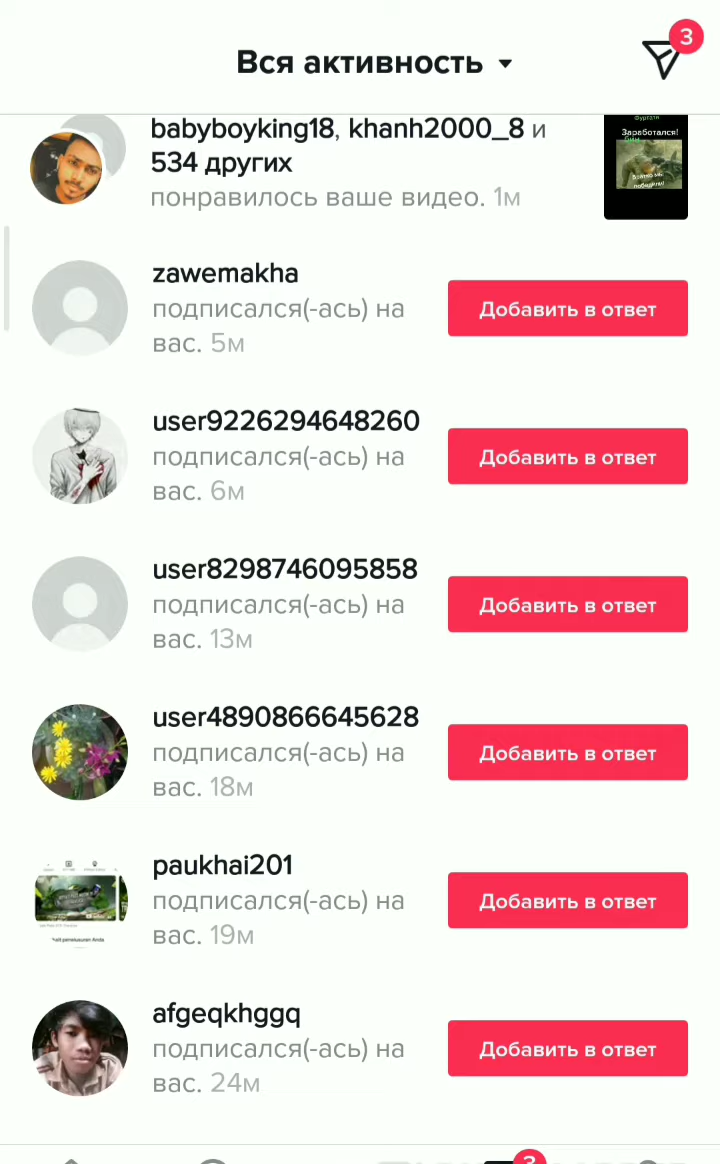 Вся активность
3
babyboyking18, khanh2000_8 и
534 других
понравилось ваше видео. 1м
Заработался!
zawemakha
подписался(-ась) на
вас. 5м
Добавить в ответ
user9226294648260
подписался(-ась) на
вас. 6м
Добавить в ответ
user8298746095858
подписался(-ась) на
вас. 13м
Добавить в ответ
user4890866645628
подписался(-ась) на
вас. 18м
Добавить в ответ
paukhai201
подписался(-ась) на
вас. 19м
Добавить в ответ
afgeqkhggq
подписался(-ась) на
вас. 24м
Добавить в ответ